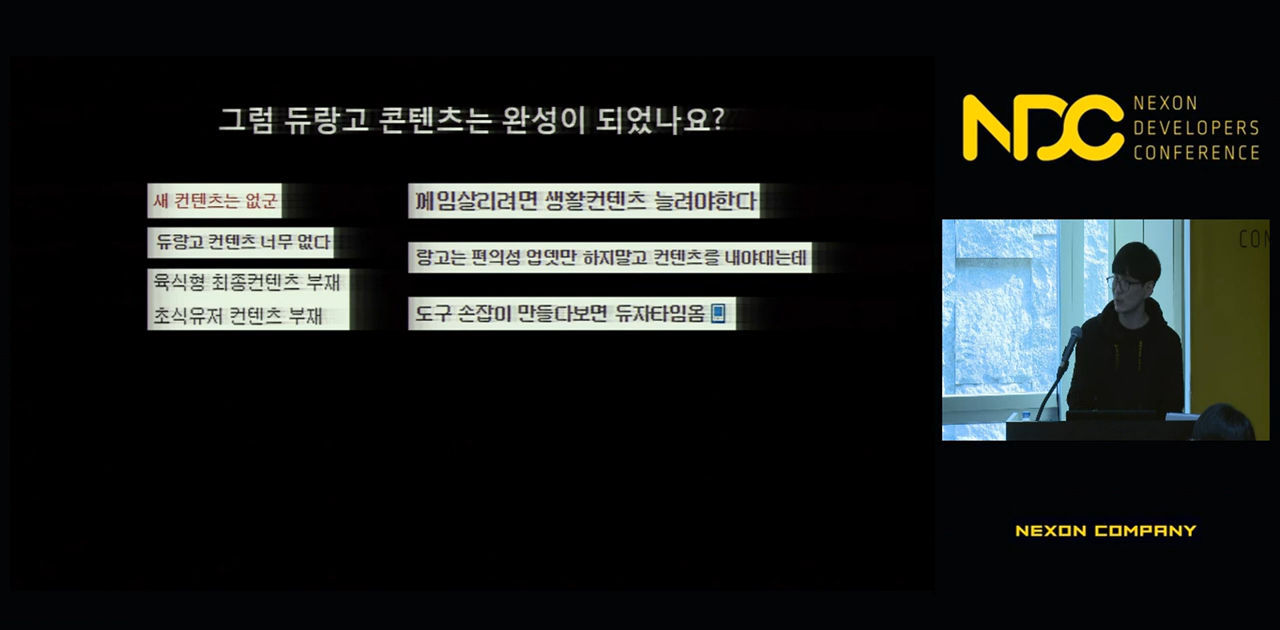 그럼 듀랑고 콘텐츠는 완성이 되었나요?
새 컨텐츠는 없군
듀랑고 컨텐츠 너무 없다
육식형 최종컨텐츠 부재
초식유저 컨텐츠 부재
께임살리려면 생활컨텐츠 늘려야한다
랑고는 편의성 업뎃만 하지말고 컨텐츠를 내야대는데
도구 손잡이 만들다보면 듀자타임옴
NDC
NEXON
DEVELOPERS
CONFERENCE
CON
NEXON COMPANY